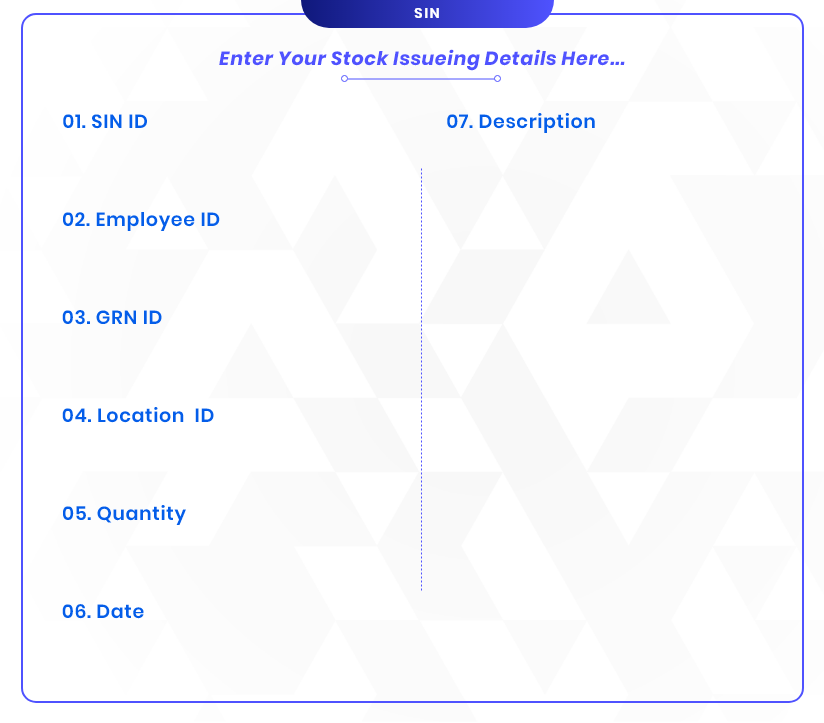 SIN
Enter Your Stock Issueing Details Here...
01. SIN ID
02. Employee ID
03. GRN ID
04. Location  ID
05. Quantity
06. Date
07. Description